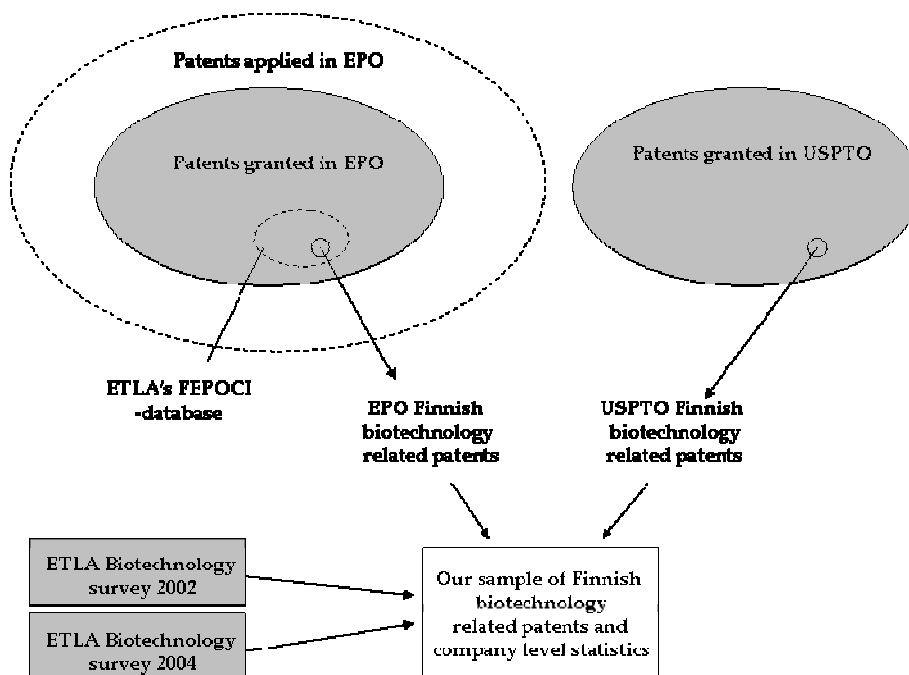 Patents applied in EPO
Patents granted in EPO
Patents granted in USPTO
ETLA's FEPOCI
-database
EPO Finnish
biotechnology
related patents
USPTO Finnish
biotechnology
related patents
ETLA Biotechnology
survey 2002
ETLA Biotechnology
survey 2004
Our sample of Finnish
biotechnology
related patents and
company level statistics